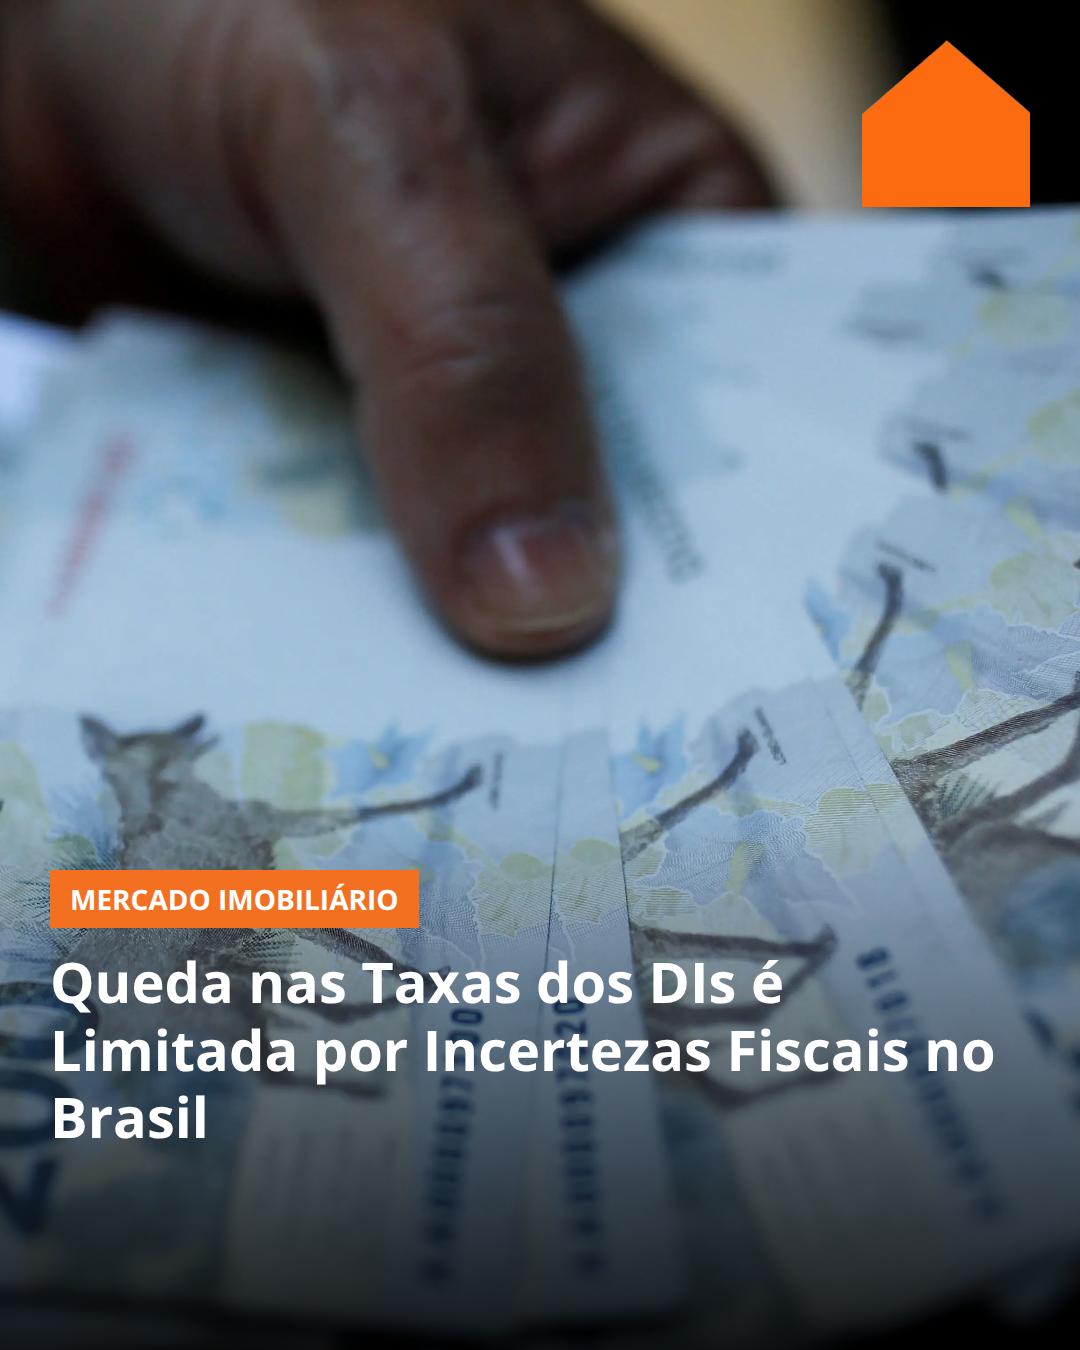 MERCADO IMOBILIÁRIO
Queda nas Taxas dos DIs é
Limitada por Incertezas Fiscais no
Brasil